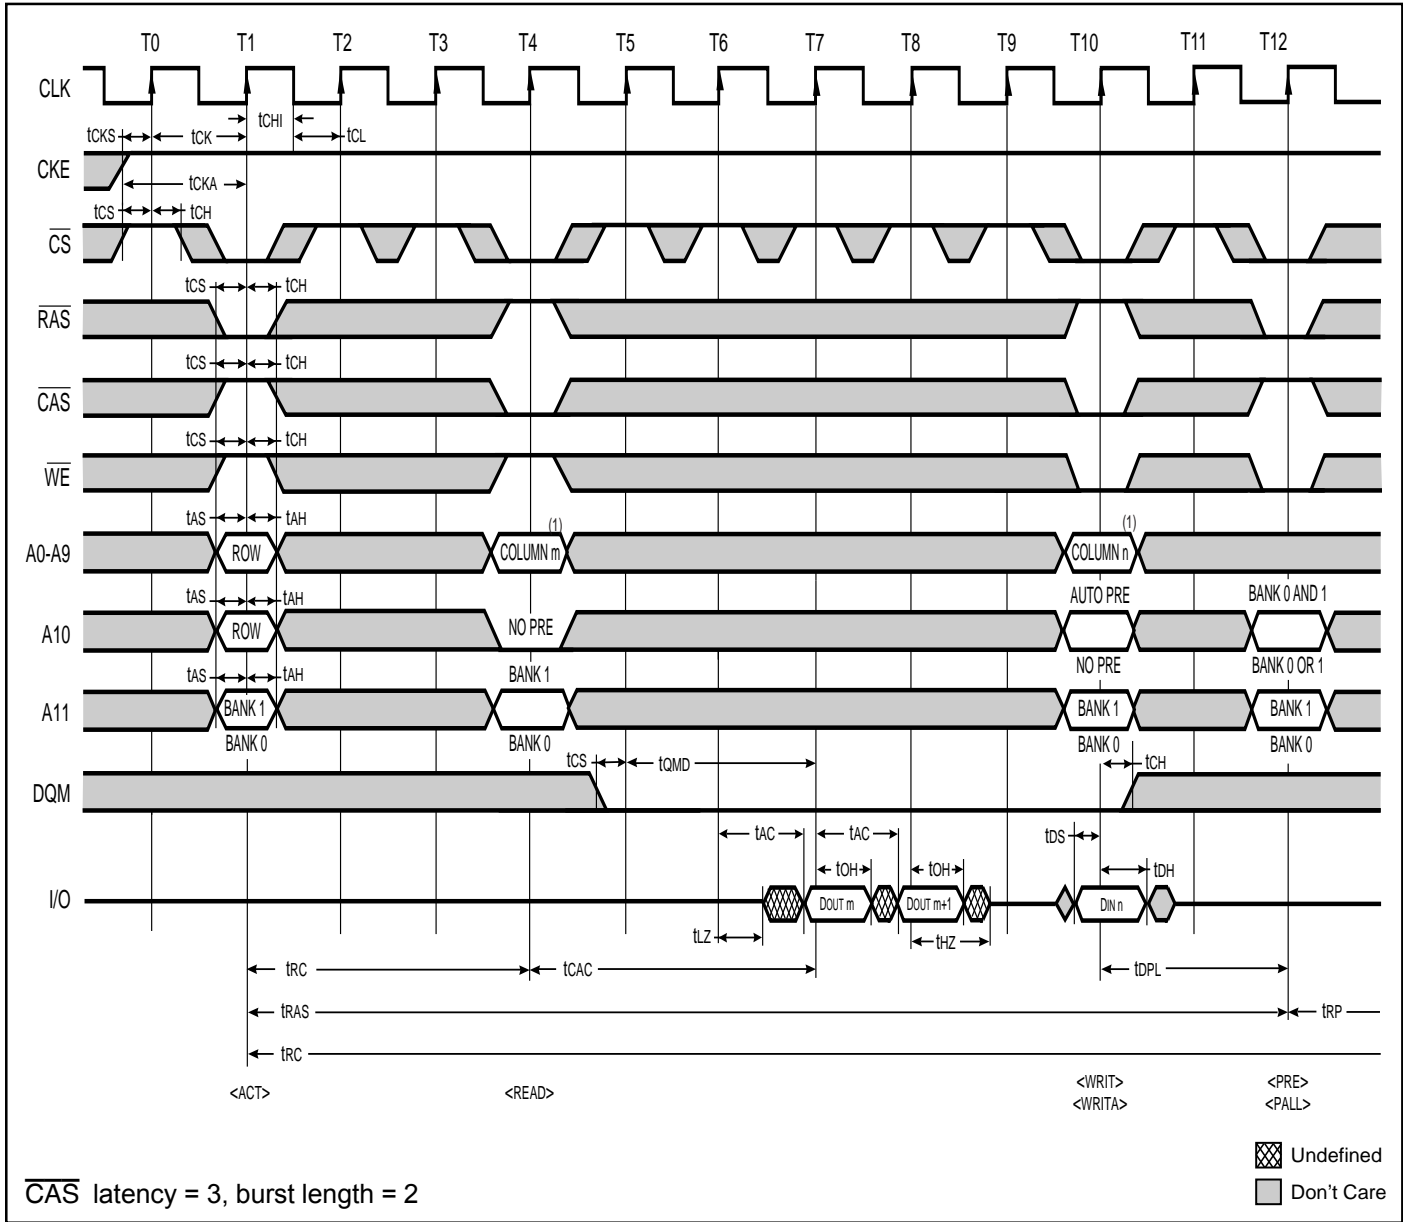 T0 T1 T2 T3 T4 T5 T6 T7 T8 T9 T10 T11 T12
CLK
tCHI
tCKS tCK tCL
CKE
tCKA
tCS tCH
CS
tCS tCH
RAS
tCS tCH
CAS
tCS tCH
WE
tAS tAH (1) (1)
A0-A9 ROW COLUMN m COLUMN n
tAS tAH AUTO PRE BANK 0 AND 1
A10 ROW NO PRE
NO PRE BANK 0 OR 1
tAS tAH BANK 1
A11 BANK 1 BANK 1 BANK 1
BANK 0 BANK 0 BANK 0 BANK 0
tCS tQMD tCH
DQM
tAC tAC tDS
tOH tOH tDH
I/O DOUT m DOUT m+1 DIN n
tLZ tHZ
tRC tCAC tDPL
tRAS tRP
tRC
<ACT> <READ> <WRIT> <PRE>
<WRITA> <PALL>
Undefined
CAS latency = 3, burst length = 2 Don't Care